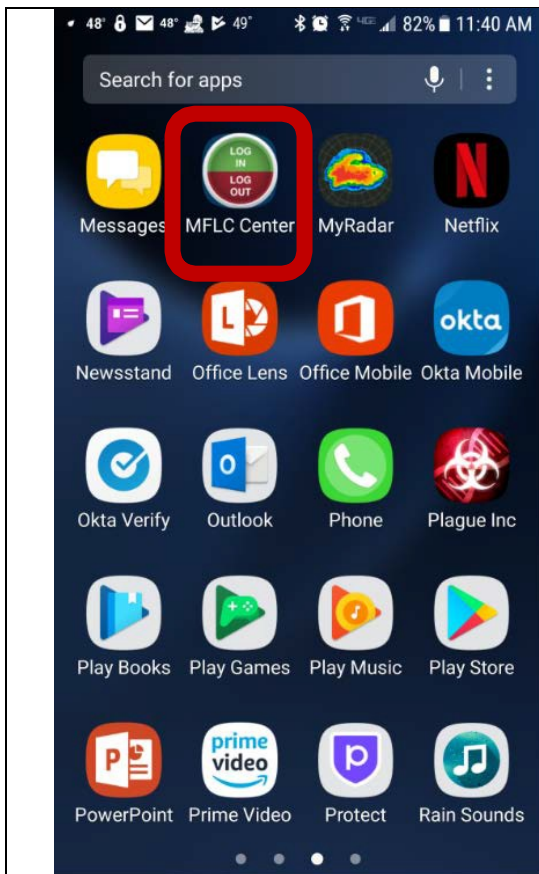 48° 48° 49° 4GE 82% 11:40 AM
Search for apps
LOG
IN
LOG
OUT
N
Messages MFLC Center MyRadar Netflix
L okta
Newsstand Office Lens Office Mobile Okta Mobile
O
Okta Verify Outlook Phone Plague Inc
Play Books Play Games Play Music Play Store
P prime
video p
PowerPoint Prime Video Protect Rain Sounds